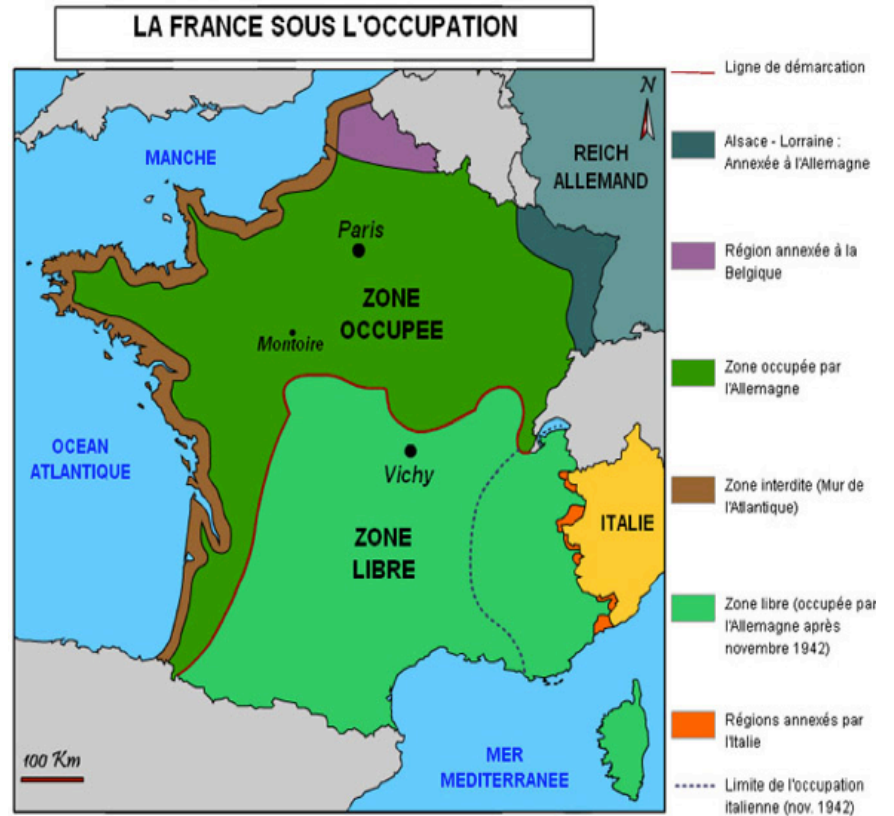 LA FRANCE SOUS L'OCCUPATION
N
MANCHE
REICH
ALLEMAND
Paris
ZONE
OCCUPEE
Montoire
OCEAN
ATLANTIQUE
Vichy
ZONE
LIBRE
ITALIE
MER
MEDITERRANEE
100 Km
Ligne de démarcation
Alsace - Lorraine :
Annexée à l'Allemagne
Région annexée à la
Belgique
Zone occupée par
l'Allemagne
Zone interdite (Mur de
l'Atlantique)
Zone libre (occupée par
l'Allemagne après
novembre 1942)
Régions annexés par
l'Italie
Limite de l'occupation
italienne (nov. 1942)